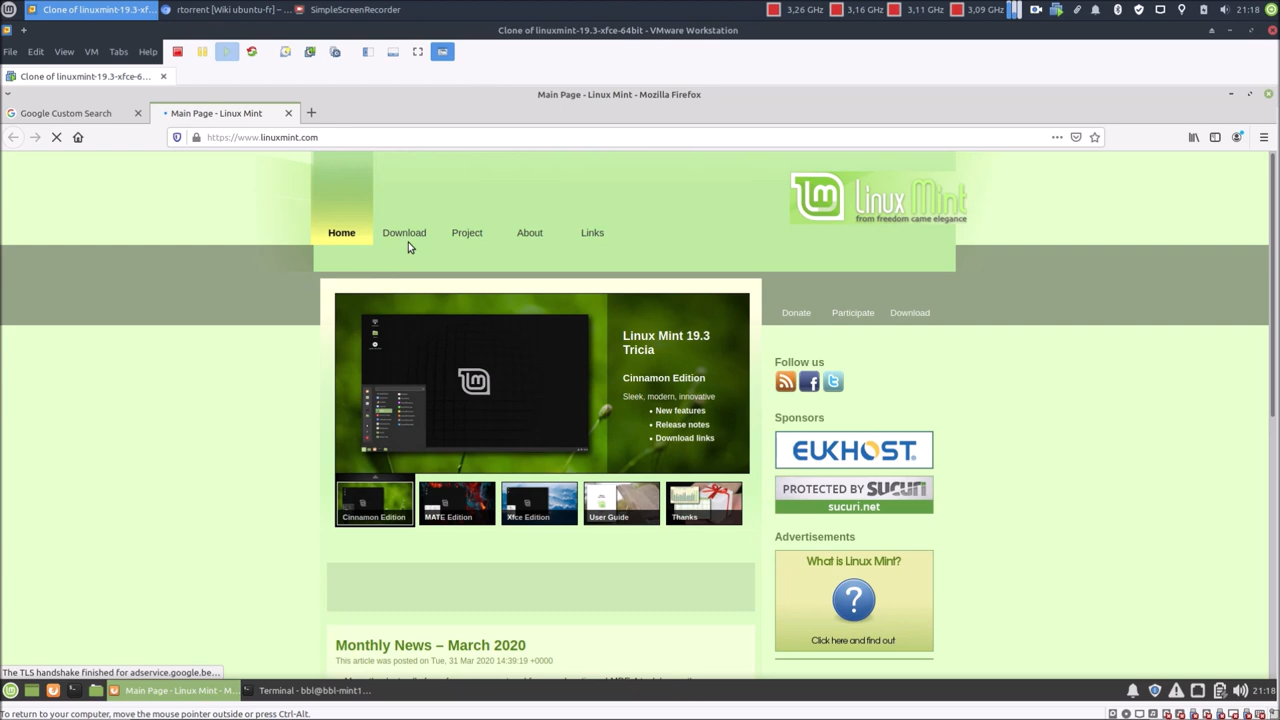 Clone of linuxmint-19.3-xfce-6...
rtorrent [Wiki ubuntu-fr] — ...
SimpleScreenRecorder
3,26 GHz
3,16 GHz
3,11 GHz
3,09 GHz
21:18
Clone of linuxmint-19.3-xfce-64bit - VMware Workstation
File Edit View VM Tabs Help
Clone of linuxmint-19.3-xfce-6...
Main Page - Linux Mint - Mozilla Firefox
Google Custom Search
Main Page - Linux Mint
https://www.linuxmint.com
Linux Mint
from freedom came elegance
Home Download Project About Links
Donate Participate Download
Linux Mint 19.3
Tricia
Cinnamon Edition
Sleek, modern, innovative
• New features
• Release notes
• Download links
Cinnamon Edition
MATE Edition
Xfce Edition
User Guide
Thanks
Follow us
Sponsors
EUKHOST.
PROTECTED BY SUCURI
sucuri.net
Advertisements
What is Linux Mint?
?
Click here and find out
Monthly News – March 2020
This article was posted on Tue, 31 Mar 2020 14:39:19 +0000
The TLS handshake finished for adservice.google.be...
Main Page - Linux Mint - M...
Terminal - bbl@bbl-mint1...
21:18
To return to your computer, move the mouse pointer outside or press Ctrl-Alt.